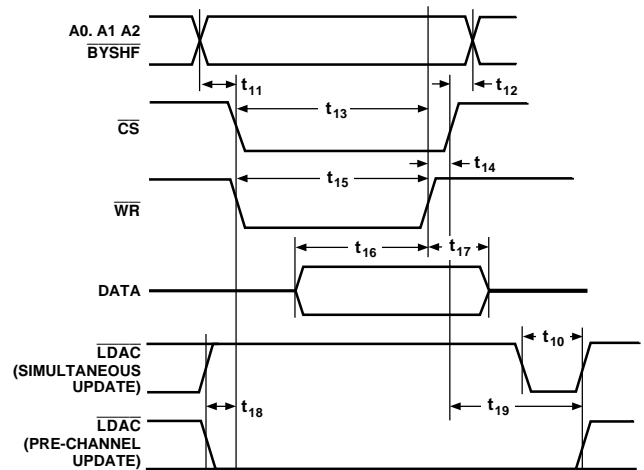 A0. A1 A2
BYSHF
t11
t12
t13
CS
t14
t15
WR
t16
t17
DATA
LDAC
(SIMULTANEOUS
UPDATE)
t10
t18
t19
LDAC
(PRE-CHANNEL
UPDATE)